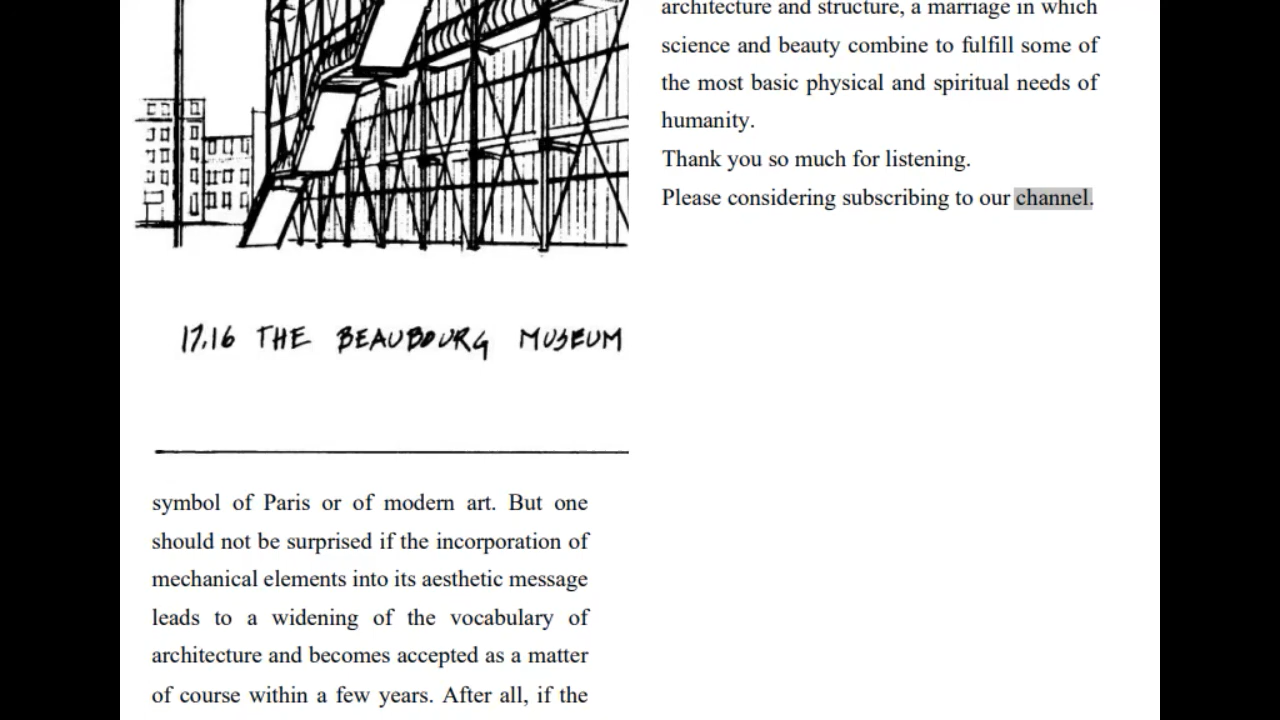 17.16 THE BEAUBOURG MUSEUM
symbol of Paris or of modern art. But one
should not be surprised if the incorporation of
mechanical elements into its aesthetic message
leads to a widening of the vocabulary of
architecture and becomes accepted as a matter
of course within a few years. After all, if the
architecture and structure, a marriage in which
science and beauty combine to fulfill some of
the most basic physical and spiritual needs of
humanity.
Thank you so much for listening.
Please considering subscribing to our channel.